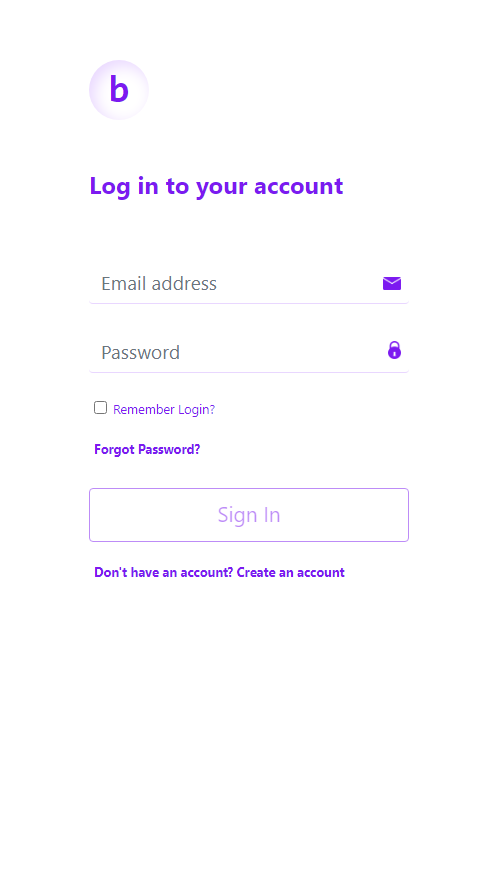 b
Log in to your account
Email address
Password
Remember Login?
Forgot Password?
Sign In
Don't have an account? Create an account